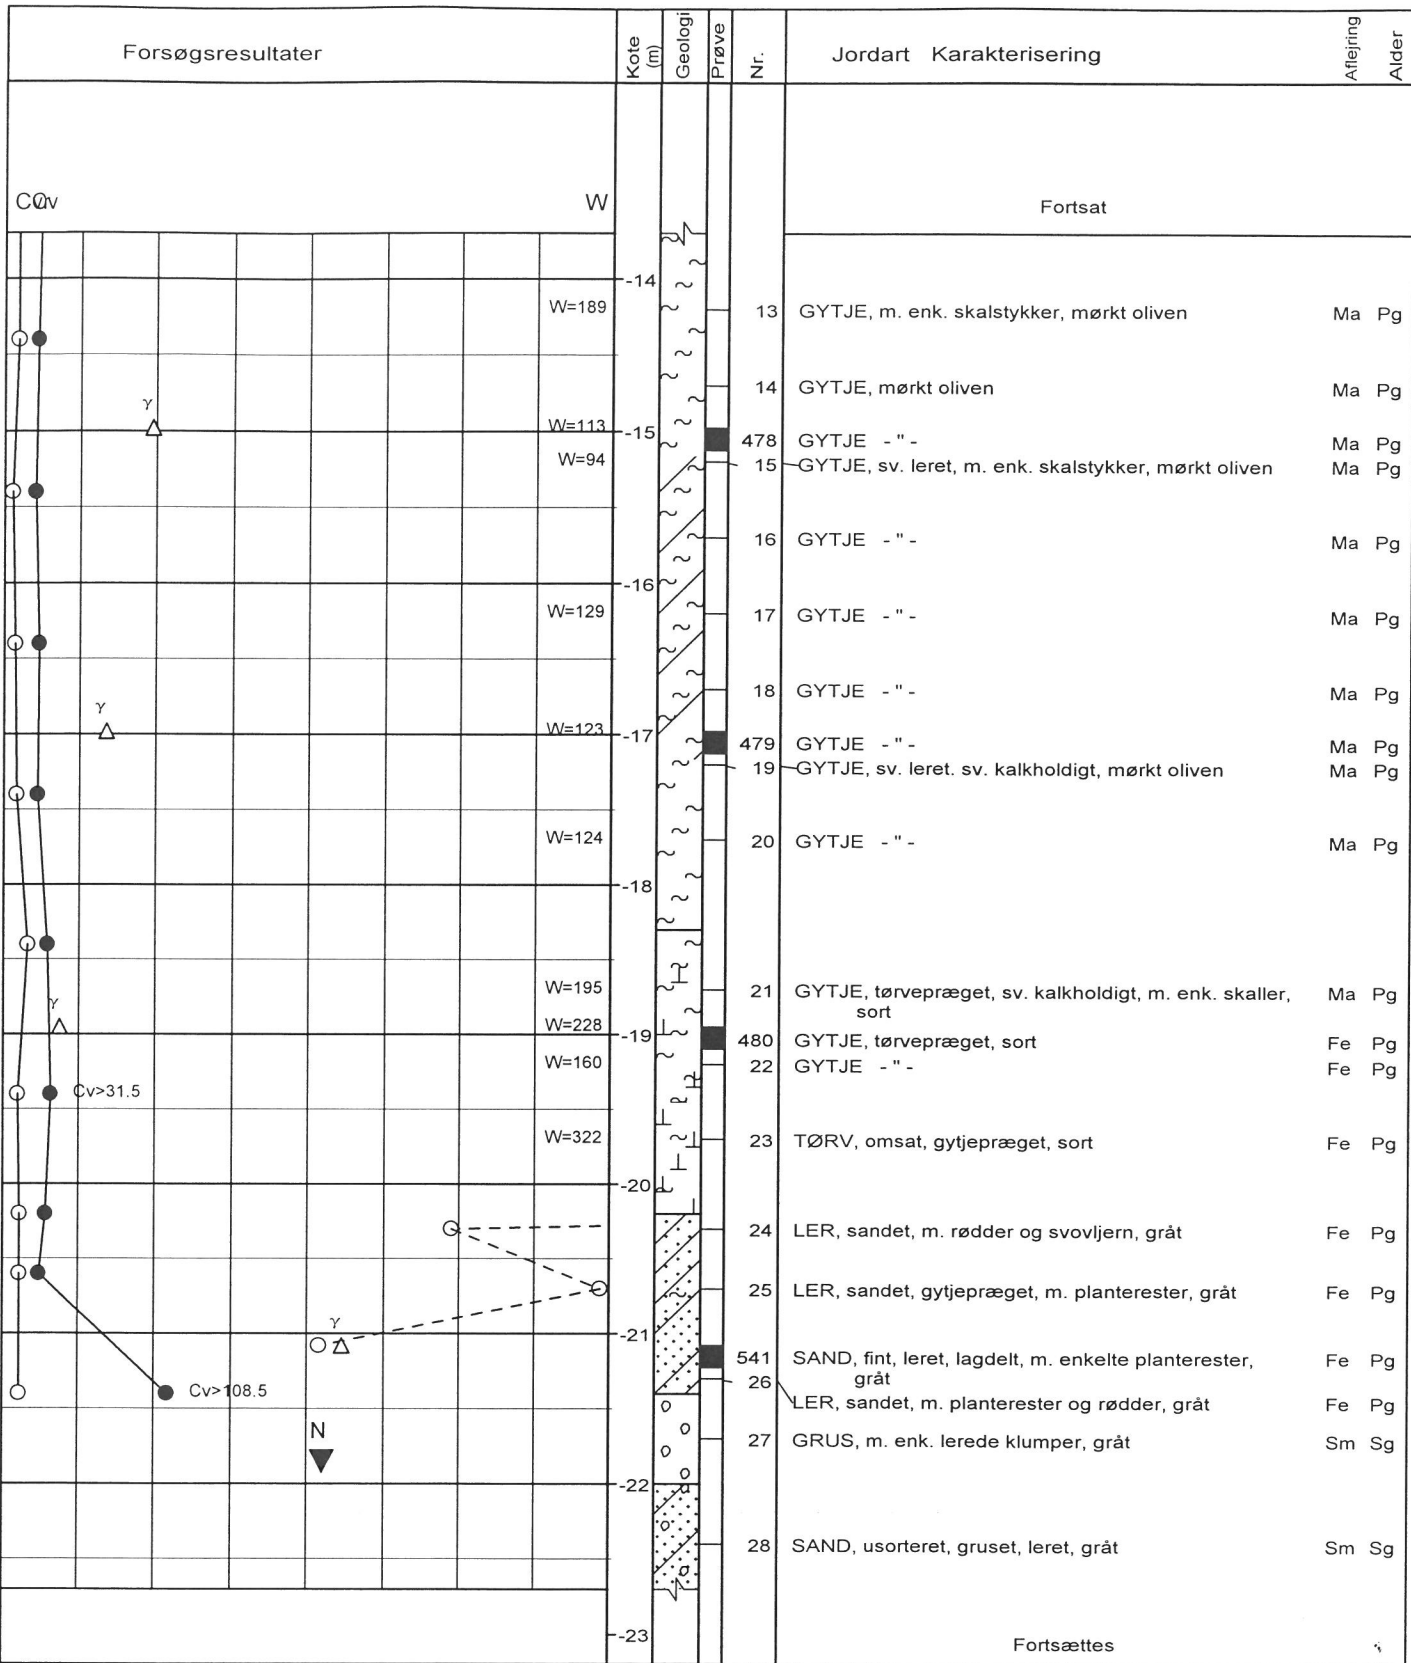 Forsøgsresultater Kote (m) Geologi Prøve Nr. Jordart Karakterisering Aflejring Alder
W Fortsat
-14
W=189 13 GYTJE, m. enk. skalstykker, mørkt oliven Ma Pg
14 GYTJE, mørkt oliven Ma Pg
γ
W=113 -15 478 GYTJE - " - Ma Pg
W=94 15 GYTJE, sv. leret, m. enk. skalstykker, mørkt oliven Ma Pg
16 GYTJE - " - Ma Pg
-16
W=129 17 GYTJE - " - Ma Pg
18 GYTJE - " - Ma Pg
γ
W=123 -17 479 GYTJE - " - Ma Pg
19 GYTJE, sv. leret. sv. kalkholdigt, mørkt oliven Ma Pg
W=124 20 GYTJE - " - Ma Pg
-18
W=195 21 GYTJE, tørvepræget, sv. kalkholdigt, m. enk. skaller, Ma Pg
sort
γ
W=228 -19 480 GYTJE, tørvepræget, sort Fe Pg
W=160 22 GYTJE - " - Fe Pg
Cv>31.5
W=322 23 TØRV, omsat, gytjepræget, sort Fe Pg
-20
24 LER, sandet, m. rødder og svovljern, gråt Fe Pg
25 LER, sandet, gytjepræget, m. planterester, gråt Fe Pg
γ
-21
541 SAND, fint, leret, lagdelt, m. enkelte planterester, Fe Pg
gråt
26
Cv>108.5 LER, sandet, m. planterester og rødder, gråt Fe Pg
N 27 GRUS, m. enk. lerede klumper, gråt Sm Sg
-22
28 SAND, usorteret, gruset, leret, gråt Sm Sg
-23 Fortsættes